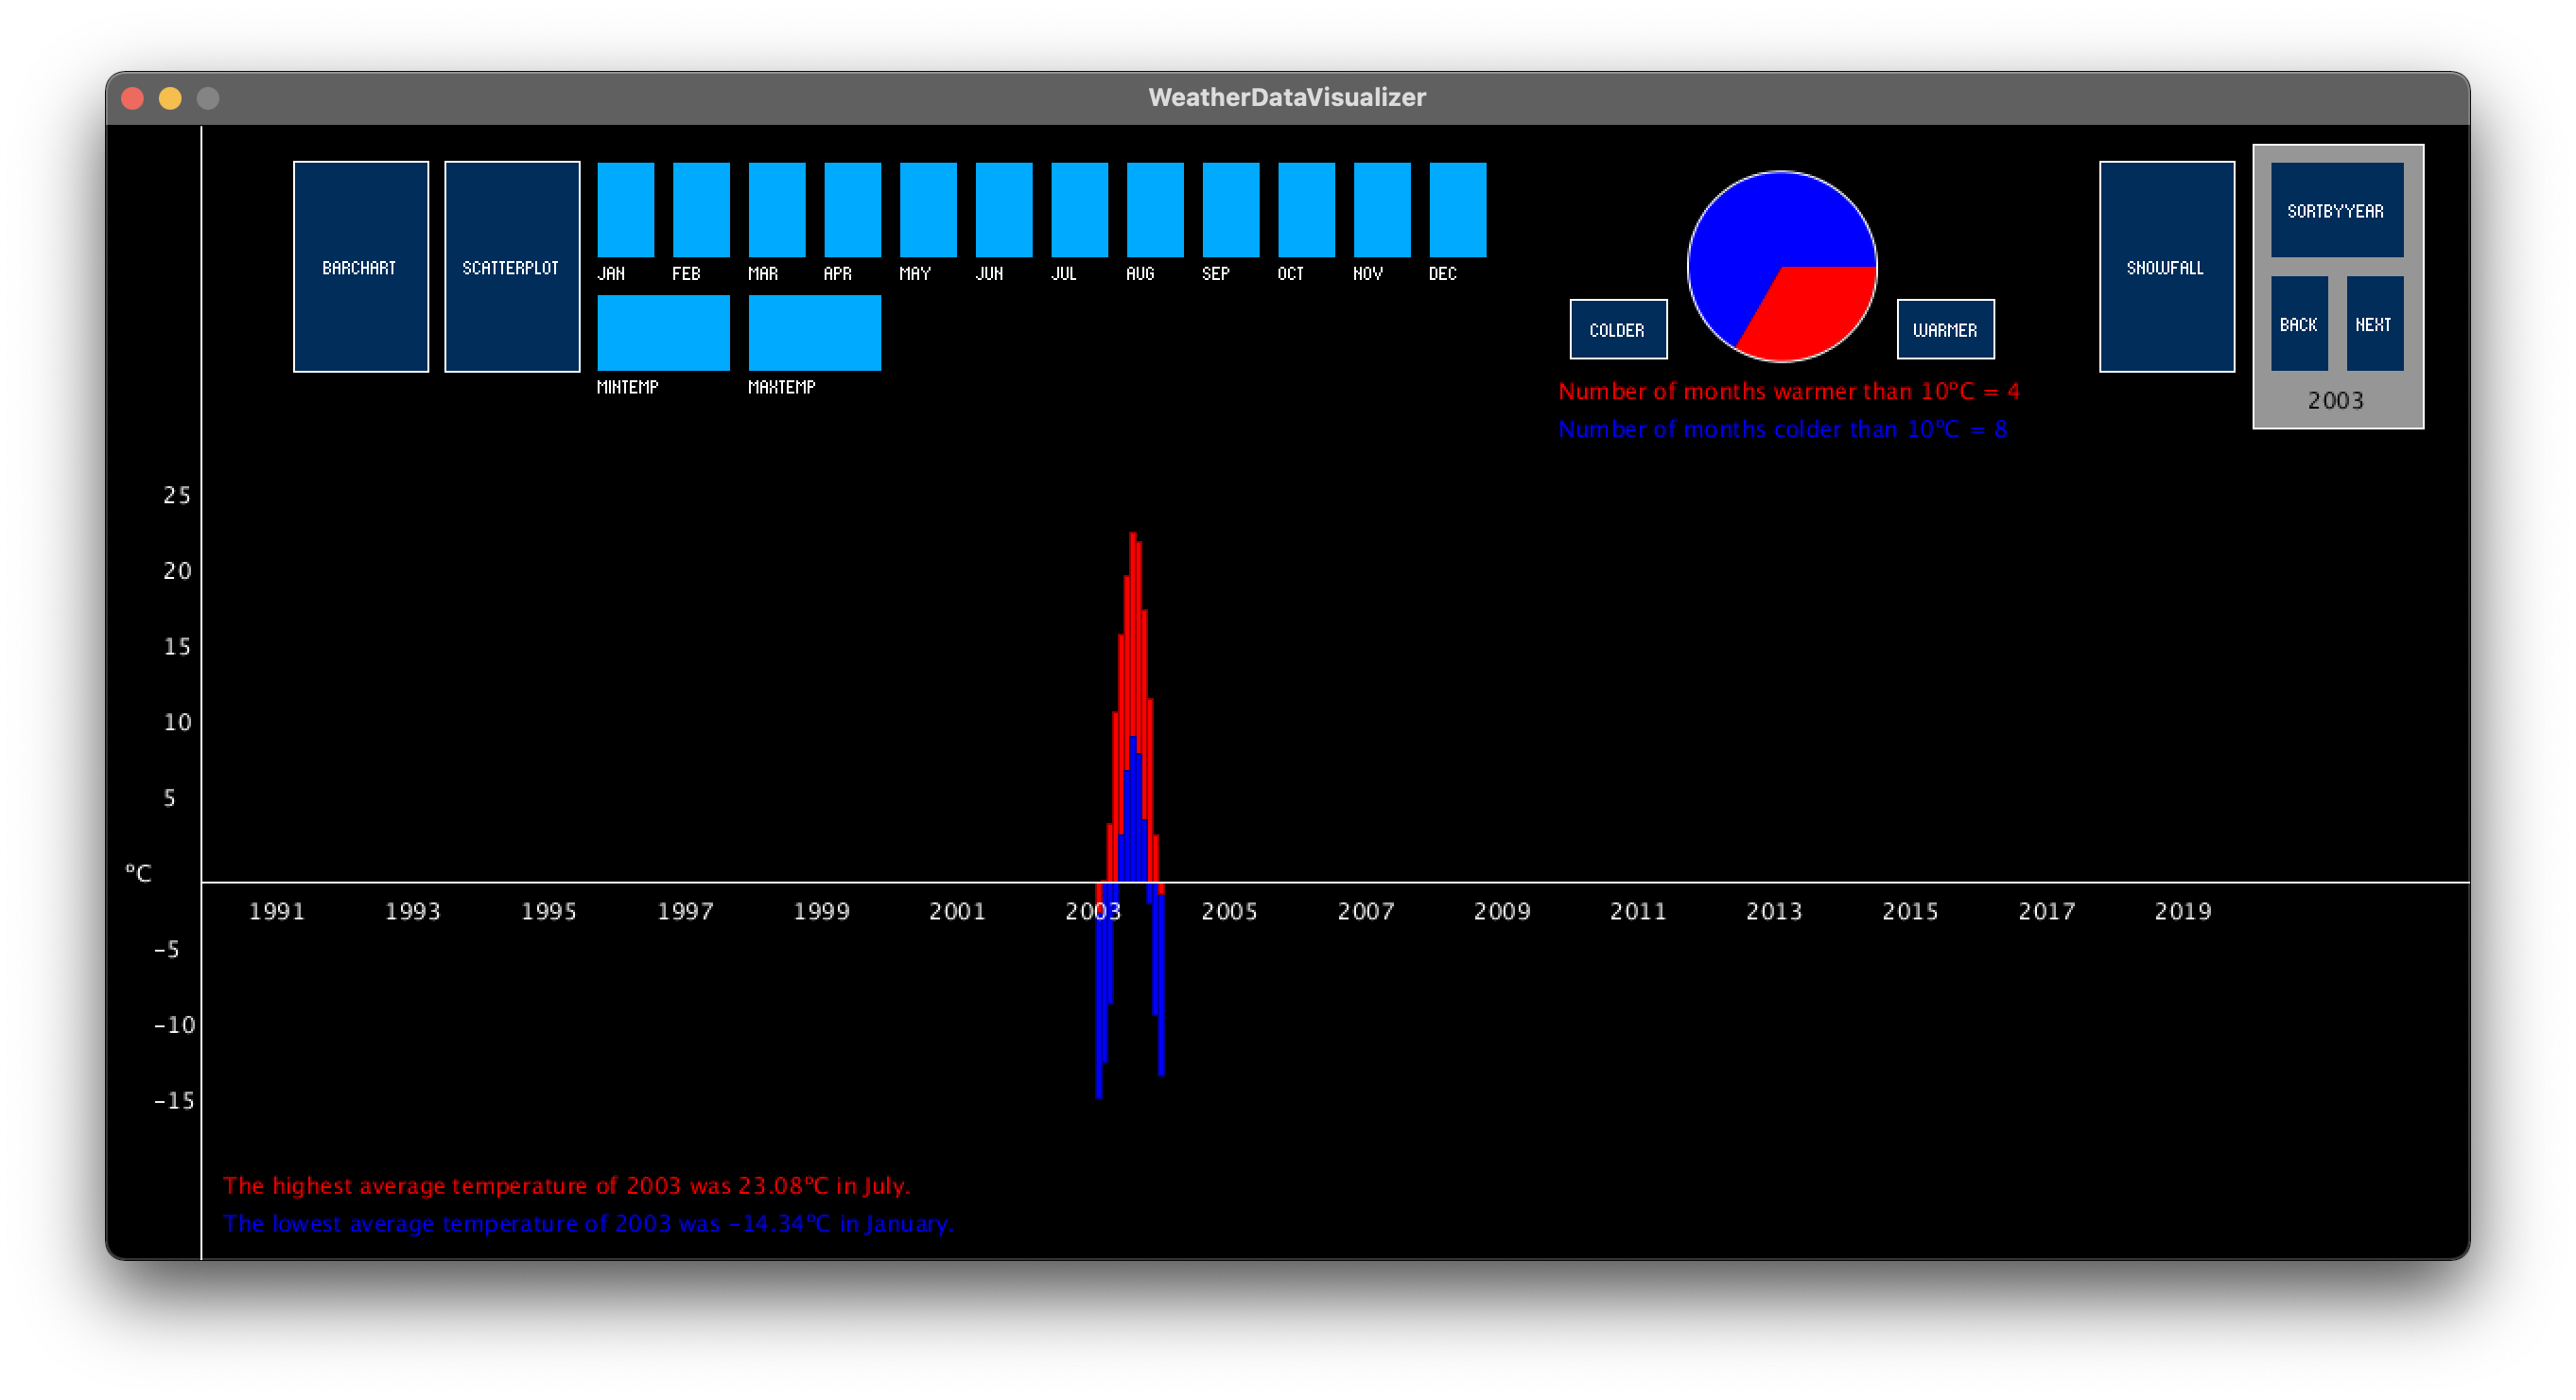 WeatherDataVisualizer
BARCHART
SCATTERPLOT
JAN FEB MAR APR MAY JUN JUL AUG SEP OCT NOV DEC
MINTEMP MAXTEMP
COLDER
WARMER
Number of months warmer than 10°C = 4
Number of months colder than 10°C = 8
SNOWFALL
SORTBYYEAR
BACK NEXT
2003
25
20
15
10
5
°C
1991 1993 1995 1997 1999 2001 2003 2005 2007 2009 2011 2013 2015 2017 2019
-5
-10
-15
The highest average temperature of 2003 was 23.08°C in July.
The lowest average temperature of 2003 was -14.34°C in January.